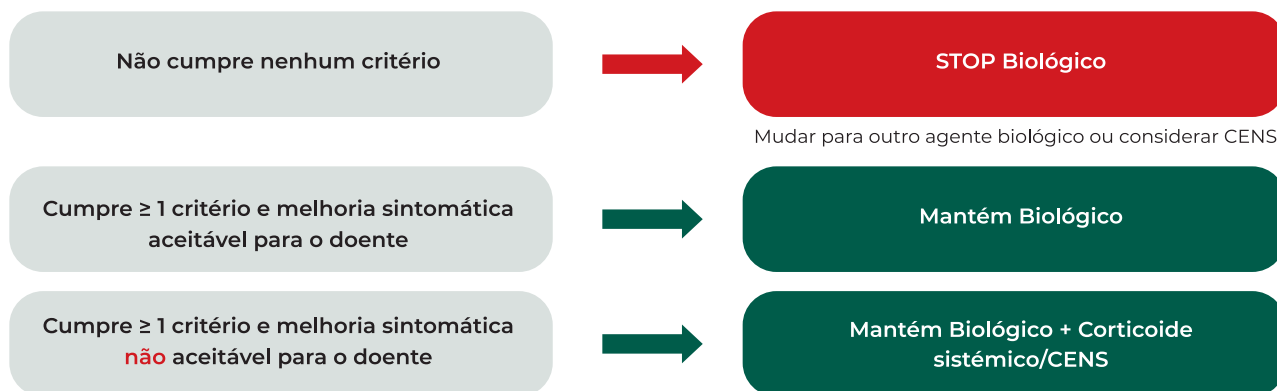 Não cumpre nenhum critério
STOP Biológico
Mudar para outro agente biológico ou considerar CENS
Cumpre ≥ 1 critério e melhoria sintomática
aceitável para o doente
Mantém Biológico
Cumpre ≥ 1 critério e melhoria sintomática
não aceitável para o doente
Mantém Biológico + Corticoide
sistémico/CENS